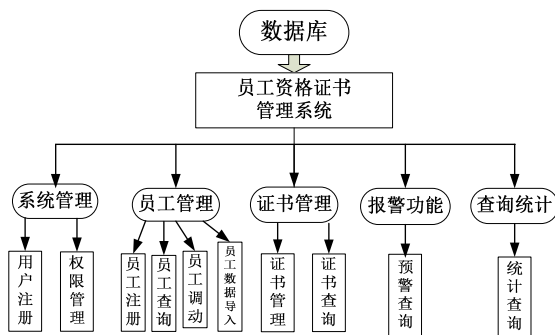 数据库
员工资格证书
管理系统
系统管理
员工管理
证书管理
报警功能
查询统计
用户注册
权限管理
员工注册
员工查询
员工调动
员工数据导入
证书管理
证书查询
预警查询
统计查询